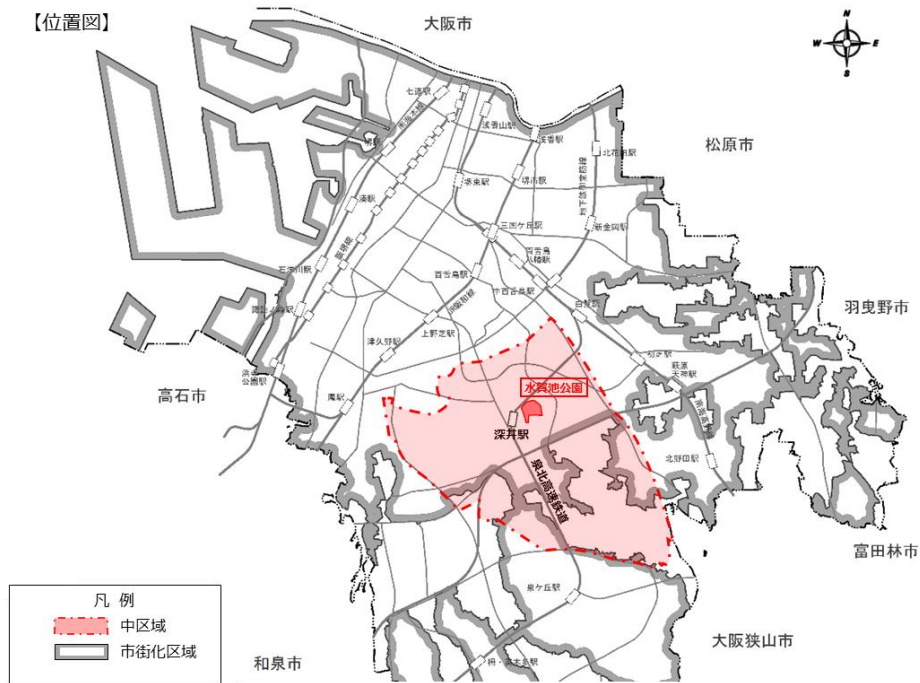 【位置図】
大阪市
N
W
E
S
松原市
七道駅
浅香山駅
浅香駅
北花田駅
堺東駅
堺市駅
湊駅
三国ケ丘駅
新金岡駅
百舌鳥
八幡駅
石津川駅
百舌鳥駅
中百舌鳥駅
白鷺駅
羽曳野市
諏訪ノ森駅
上野芝駅
津久野駅
初芝駅
萩原
天神駅
浜寺
公園駅
高石市
鳳駅
水賀池公園
深井駅
北野田駅
泉北高速鉄道
富田林市
泉ケ丘駅
大阪狭山市
和泉市
凡 例
中区域
市街化区域